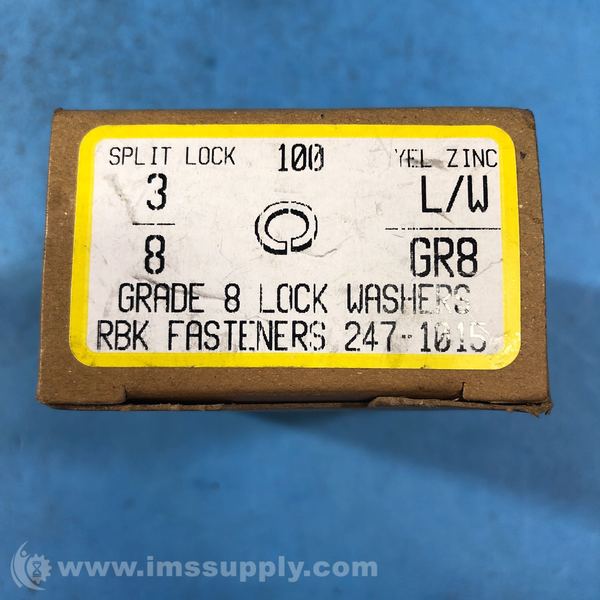 SPLIT LOCK 100 YEL ZINC
3 L/W
8 GR8
GRADE 8 LOCK WASHERS
RBK FASTENERS 247-1015
www.imssupply.com